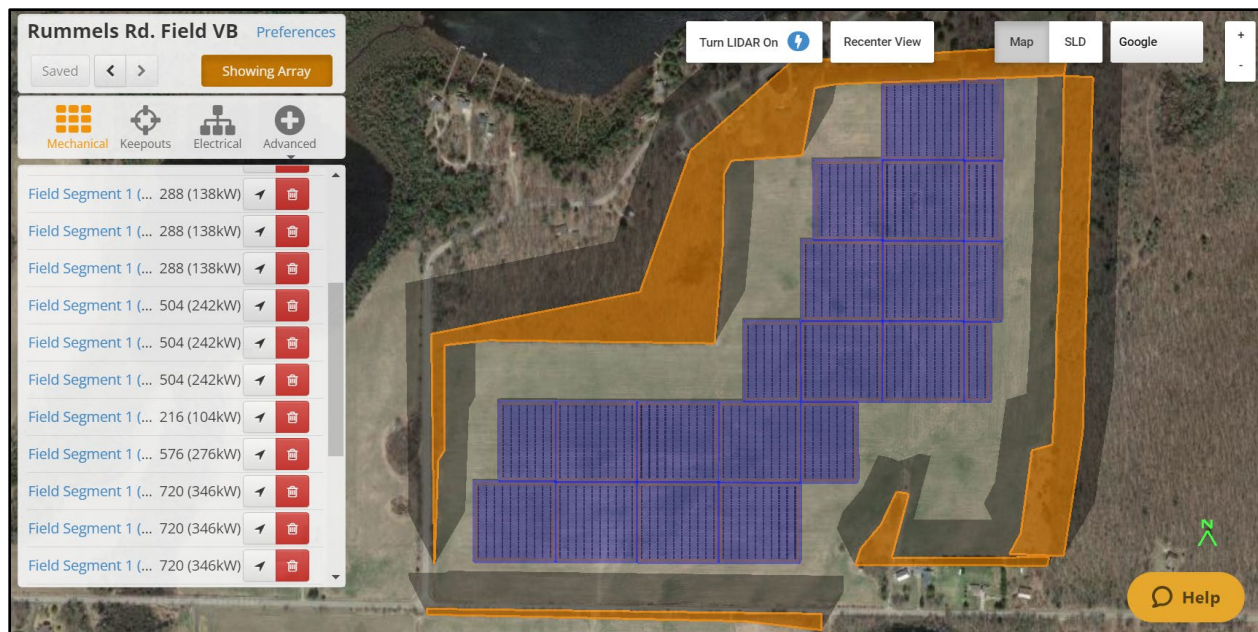 Rummels Rd. Field VB Preferences
Saved Showing Array
Mechanical Keepouts Electrical Advanced
Field Segment 1 (... 288 (138kW)
Field Segment 1 (... 288 (138kW)
Field Segment 1 (... 288 (138kW)
Field Segment 1 (... 504 (242kW)
Field Segment 1 (... 504 (242kW)
Field Segment 1 (... 504 (242kW)
Field Segment 1 (... 216 (104kW)
Field Segment 1 (... 576 (276kW)
Field Segment 1 (... 720 (346kW)
Field Segment 1 (... 720 (346kW)
Field Segment 1 (... 720 (346kW)
Turn LIDAR On Recenter View Map SLD Google + -
N
Help